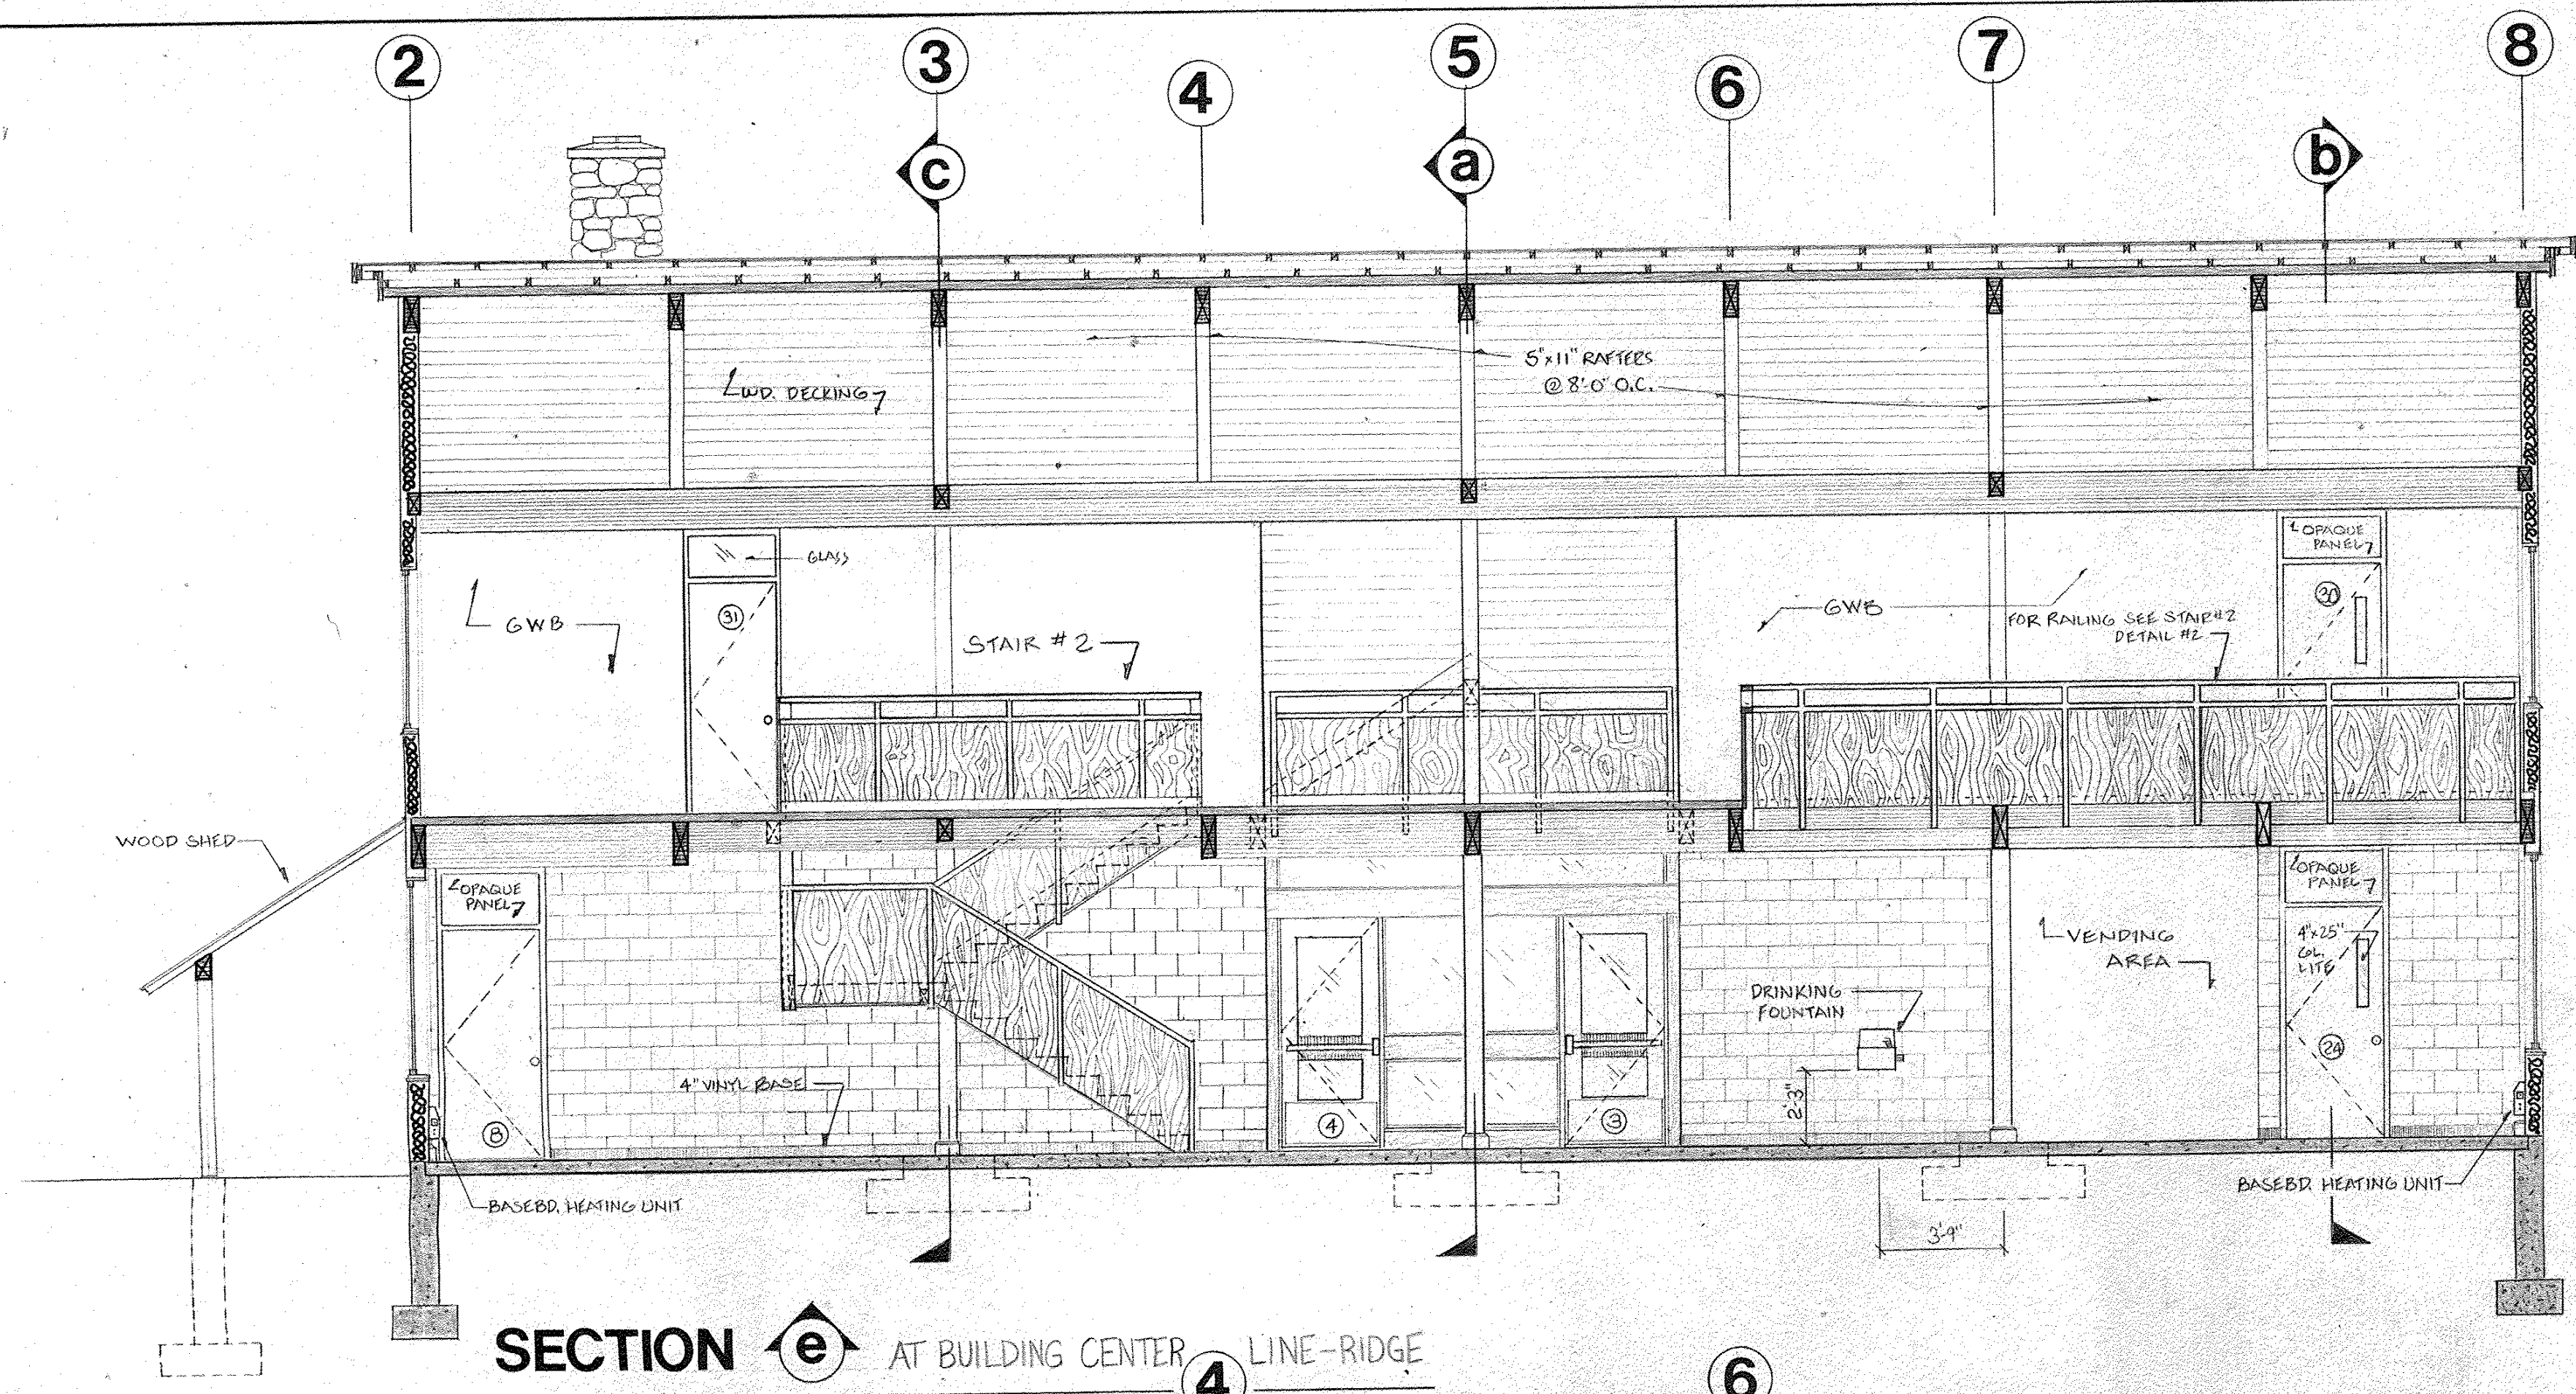 2
3
4
5
6
7
8
c
a
b
5"x11" RAFTERS
@ 8'-0" O.C.
WD. DECKING
GLASS
OPAQUE
PANEL
31
30
GWB
STAIR #2
GWB
FOR RAILING SEE STAIR #2
DETAIL #2
WOOD SHED
OPAQUE
PANEL
OPAQUE
PANEL
4"x25"
GL.
LITE
VENDING
AREA
DRINKING
FOUNTAIN
2'-3"
4" VINYL BASE
8
4
3
24
BASEBD. HEATING UNIT
BASEBD. HEATING UNIT
3'-9"
SECTION e AT BUILDING CENTER LINE-RIDGE
4
6